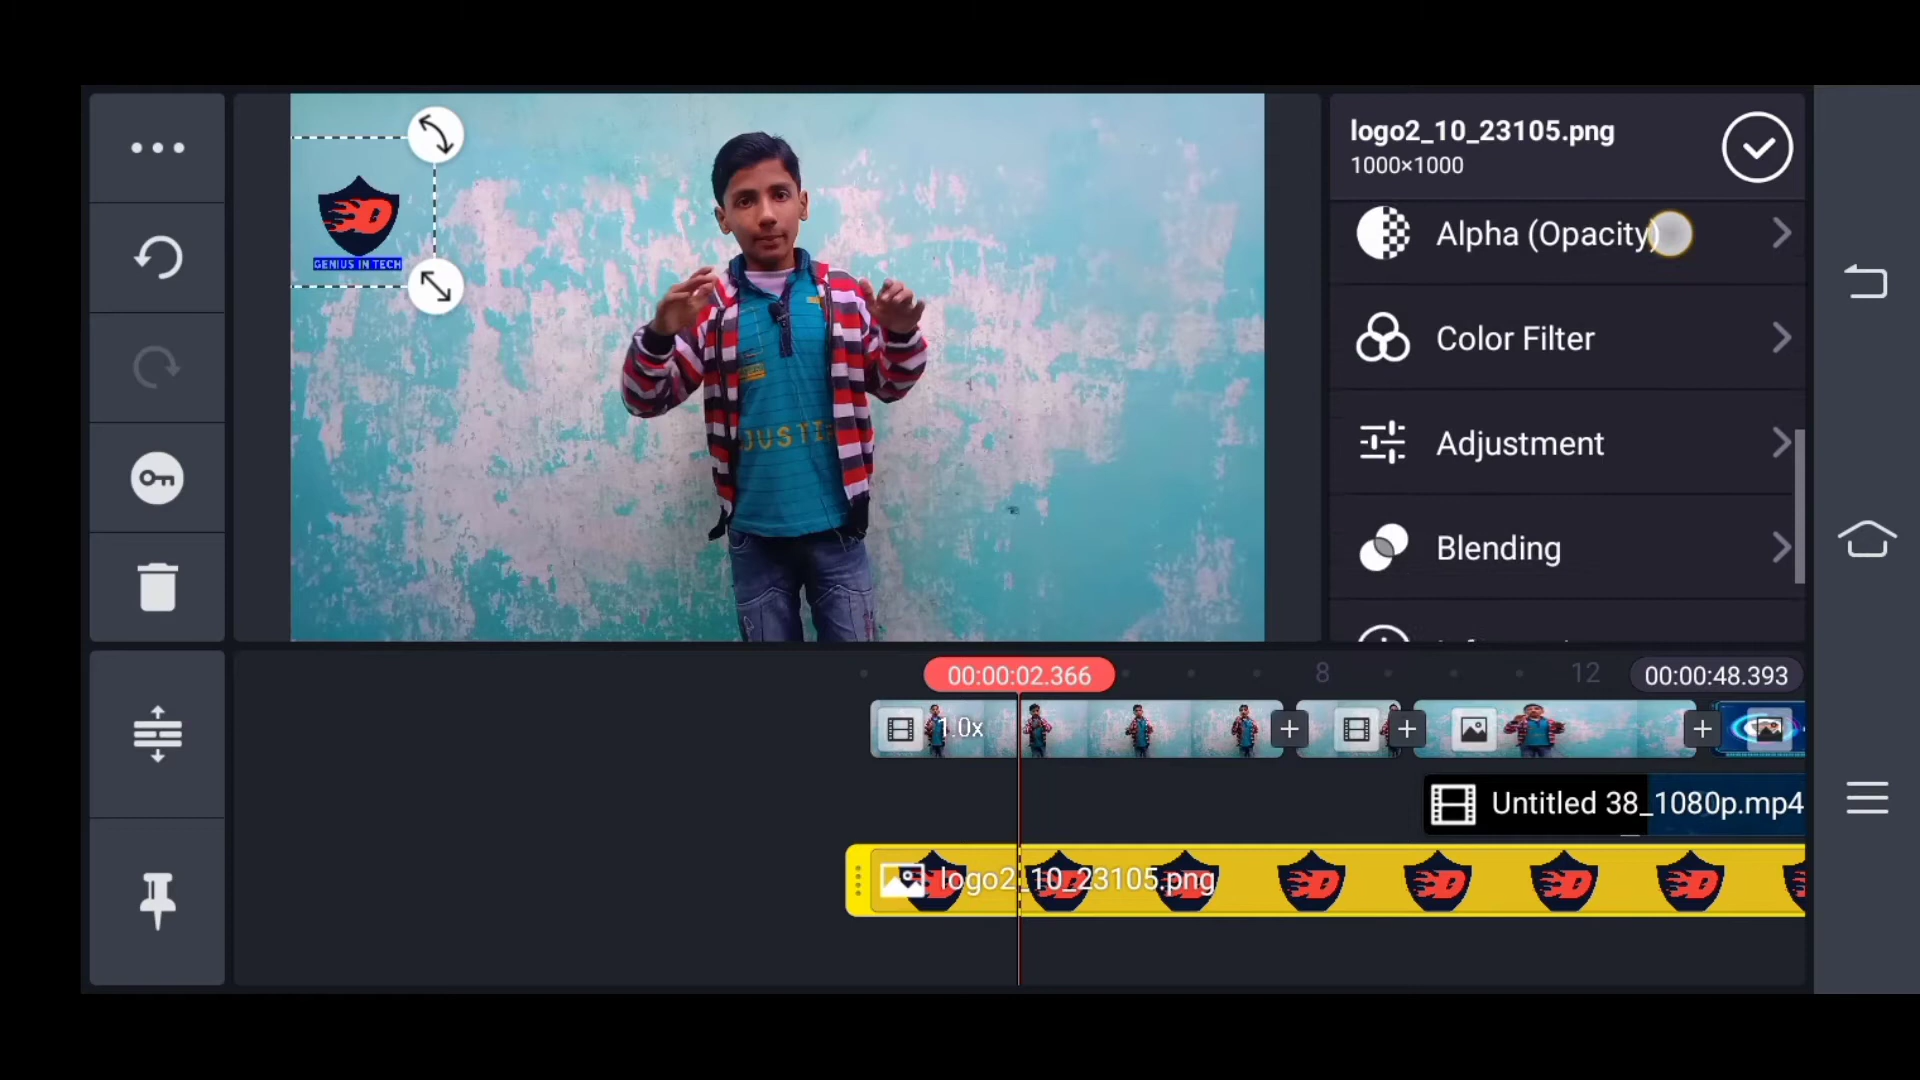 logo2_10_23105.png
1000×1000
Alpha (Opacity)
Color Filter
Adjustment
Blending
GENIUS IN TECH
JUSTI
00:00:02.366
8
12
00:00:48.393
1.0x
Untitled 38_1080p.mp4
logo2_10_23105.png